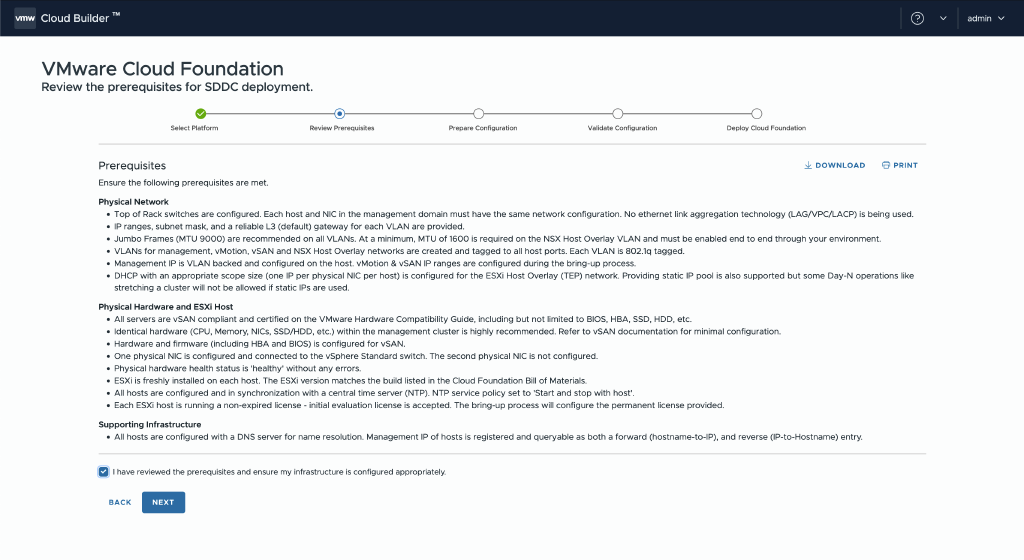 vmw Cloud Builder ™
admin
VMware Cloud Foundation
Review the prerequisites for SDDC deployment.
Select Platform
Review Prerequisites
Prepare Configuration
Validate Configuration
Deploy Cloud Foundation
Prerequisites
DOWNLOAD
PRINT
Ensure the following prerequisites are met.
Physical Network
• Top of Rack switches are configured. Each host and NIC in the management domain must have the same network configuration. No ethernet link aggregation technology (LAG/VPC/LACP) is being used.
• IP ranges, subnet mask, and a reliable L3 (default) gateway for each VLAN are provided.
• Jumbo Frames (MTU 9000) are recommended on all VLANs. At a minimum, MTU of 1600 is required on the NSX Host Overlay VLAN and must be enabled end to end through your environment.
• VLANs for management, vMotion, vSAN and NSX Host Overlay networks are created and tagged to all host ports. Each VLAN is 802.1q tagged.
• Management IP is VLAN backed and configured on the host. vMotion & vSAN IP ranges are configured during the bring-up process.
• DHCP with an appropriate scope size (one IP per physical NIC per host) is configured for the ESXi Host Overlay (TEP) network. Providing static IP pool is also supported but some Day-N operations like
stretching a cluster will not be allowed if static IPs are used.
Physical Hardware and ESXi Host
• All servers are vSAN compliant and certified on the VMware Hardware Compatibility Guide, including but not limited to BIOS, HBA, SSD, HDD, etc.
• Identical hardware (CPU, Memory, NICs, SSD/HDD, etc.) within the management cluster is highly recommended. Refer to vSAN documentation for minimal configuration.
• Hardware and firmware (including HBA and BIOS) is configured for vSAN.
• One physical NIC is configured and connected to the vSphere Standard switch. The second physical NIC is not configured.
• Physical hardware health status is 'healthy' without any errors.
• ESXi is freshly installed on each host. The ESXi version matches the build listed in the Cloud Foundation Bill of Materials.
• All hosts are configured and in synchronization with a central time server (NTP). NTP service policy set to 'Start and stop with host'.
• Each ESXi host is running a non-expired license - initial evaluation license is accepted. The bring-up process will configure the permanent license provided.
Supporting Infrastructure
• All hosts are configured with a DNS server for name resolution. Management IP of hosts is registered and queryable as both a forward (hostname-to-IP), and reverse (IP-to-Hostname) entry.
I have reviewed the prerequisites and ensure my infrastructure is configured appropriately.
BACK
NEXT